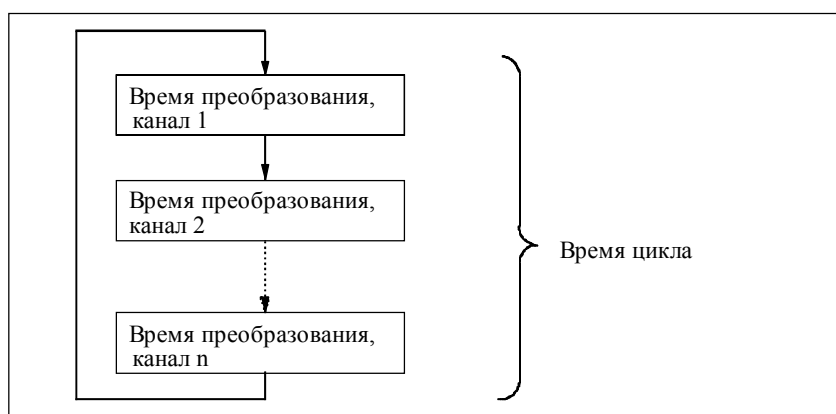 Время преобразования,
канал 1
Время преобразования,
канал 2
Время преобразования,
канал n
Время цикла